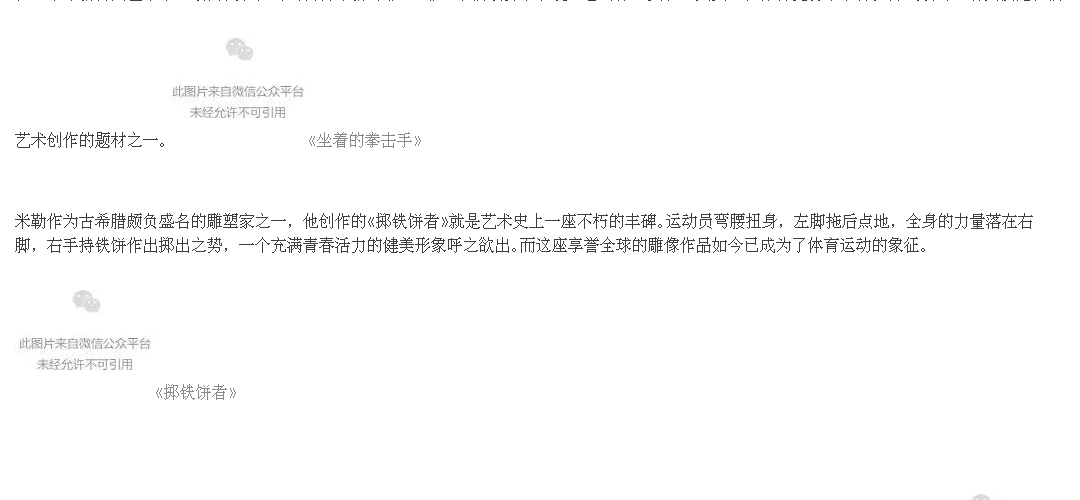 此图片来自微信公众平台
未经允许不可引用
艺术创作的题材之一。 《坐着的拳击手》
米勒作为古希腊颇负盛名的雕塑家之一，他创作的《掷铁饼者》就是艺术史上一座不朽的丰碑。运动员弯腰扭身，左脚拖后点地，全身的力量落在右
脚，右手持铁饼作出掷出之势，一个充满青春活力的健美形象呼之欲出。而这座享誉全球的雕像作品如今已成为了体育运动的象征。
此图片来自微信公众平台
未经允许不可引用
《掷铁饼者》